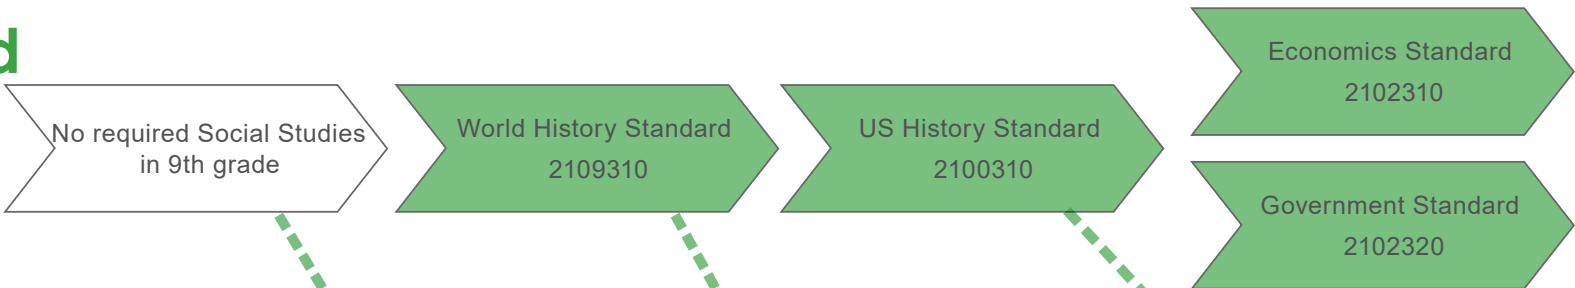 d
No required Social Studies
in 9th grade
World History Standard
2109310
US History Standard
2100310
Economics Standard
2102310
Government Standard
2102320